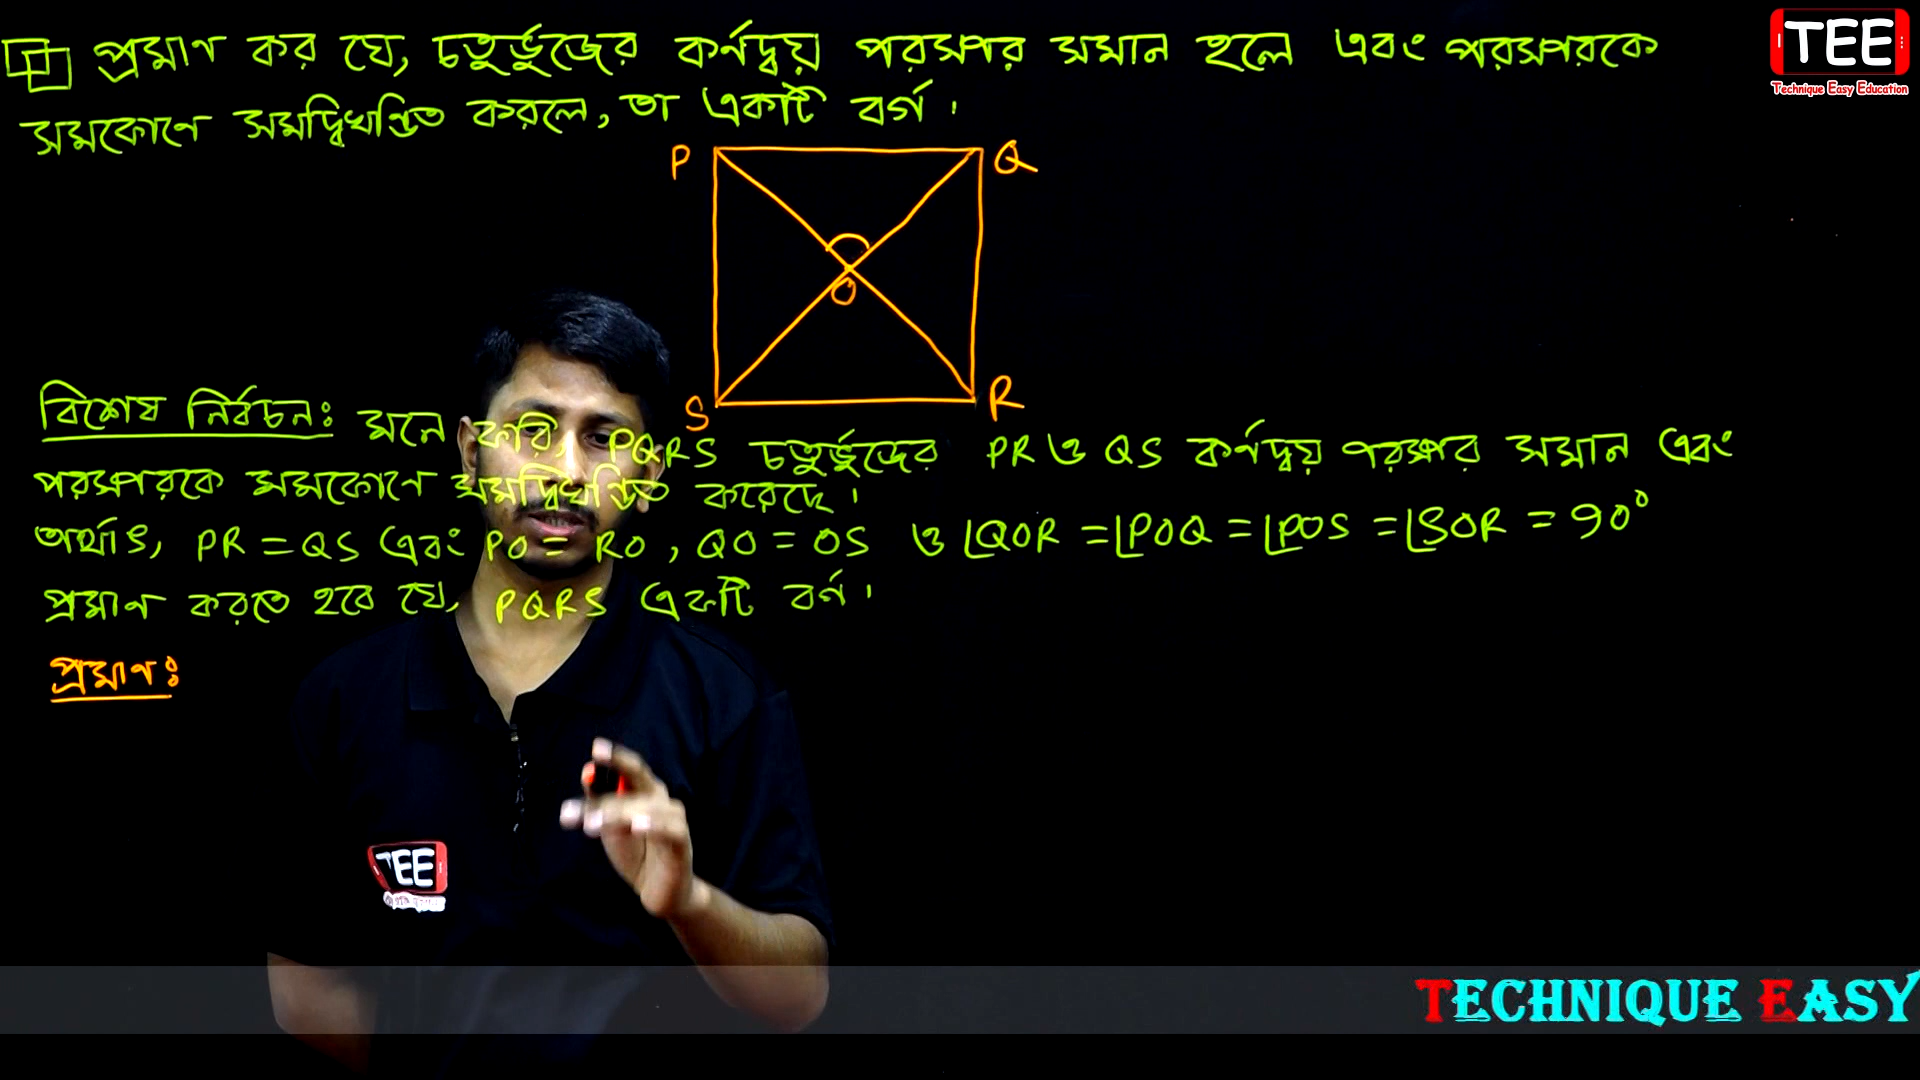 প্রমাণ কর যে, চতুর্ভুজের কর্ণদ্বয় পরস্পর সমান হলে এবং পরস্পরকে
সমকোণে সমদ্বিখন্ডিত করলে, তা একটি বর্গ।
TEE
Technique Easy Education
P
Q
O
S
R
বিশেষ নির্বচনঃ মনে করি, PQRS চতুর্ভুজের PR ও QS কর্ণদ্বয় পরস্পর সমান এবং
পরস্পরকে সমকোণে সমদ্বিখন্ডিত করেছে।
অর্থাৎ, PR = QS এবং PO = RO, QO = OS ও ∠QOR = ∠POQ = ∠POS = ∠SOR = 90°
প্রমাণ করতে হবে যে, PQRS একটি বর্গ।
প্রমাণঃ
TEE
TECHNIQUE EASY